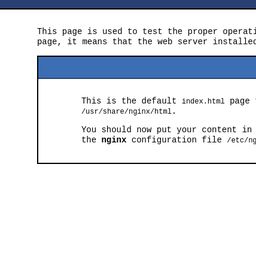 This page is used to test the proper operati
page, it means that the web server installed
This is the default index.html page
/usr/share/nginx/html.
You should now put your content in
the nginx configuration file /etc/ng